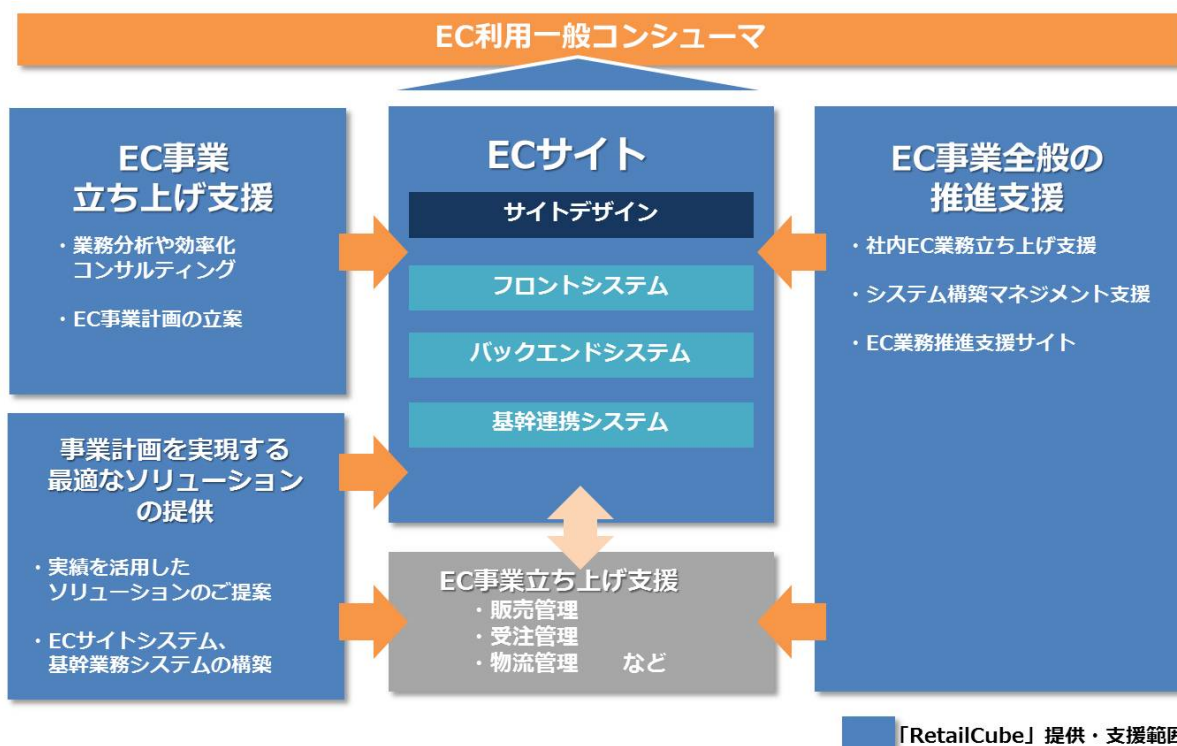 EC利用一般コンシューマ
EC事業
立ち上げ支援
・業務分析や効率化
コンサルティング
・EC事業計画の立案
事業計画を実現する
最適なソリューション
の提供
・実績を活用した
ソリューションのご提案
・ECサイトシステム、
基幹業務システムの構築
ECサイト
サイトデザイン
フロントシステム
バックエンドシステム
基幹連携システム
EC事業立ち上げ支援
・販売管理
・受注管理
・物流管理　　など
EC事業全般の
推進支援
・社内EC業務立ち上げ支援
・システム構築マネジメント支援
・EC業務推進支援サイト
「RetailCube」提供・支援範囲